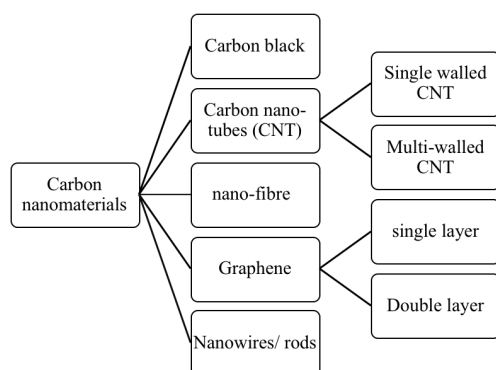 Carbon
nanomaterials
Carbon black
Carbon nano-
tubes (CNT)
nano-fibre
Graphene
Nanowires/ rods
Single walled
CNT
Multi-walled
CNT
single layer
Double layer